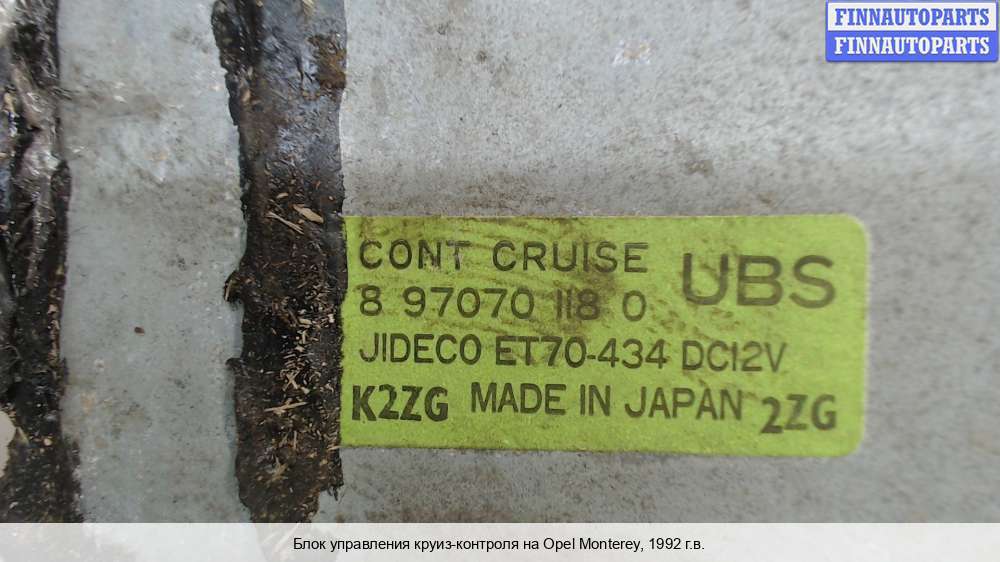 FINNAUTOPARTS
FINNAUTOPARTS
CONT CRUISE UBS
8 97070 118 0
JIDECO ET70-434 DC12V
K2ZG MADE IN JAPAN 2ZG
Блок управления круиз-контроля на Opel Monterey, 1992 г.в.